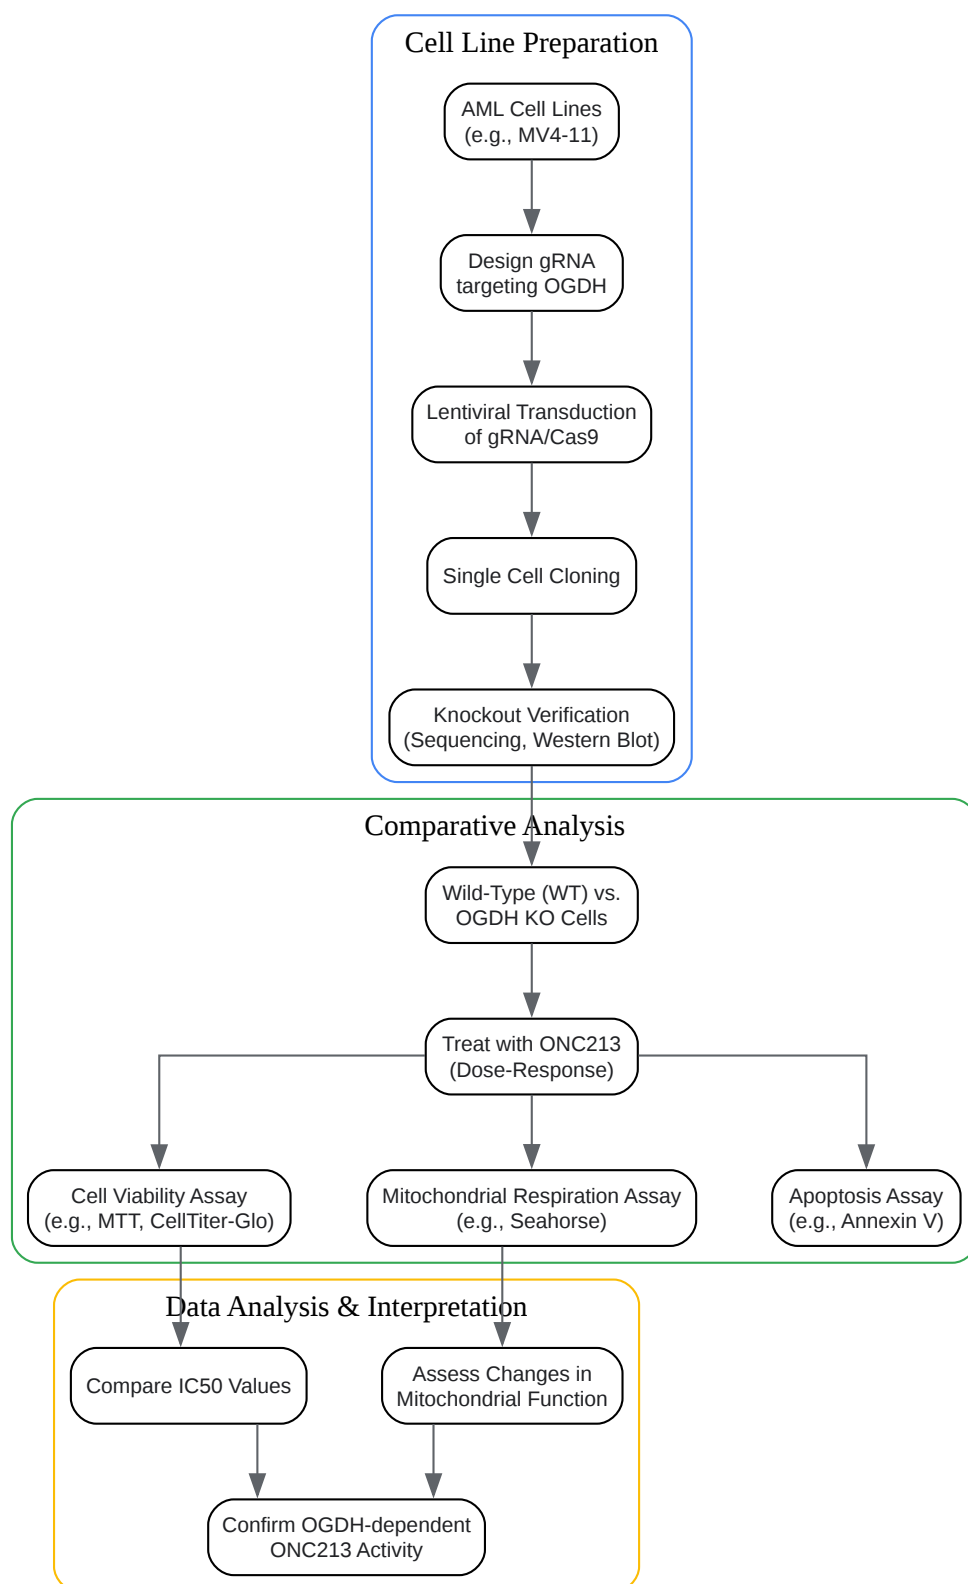 Cell Line Preparation
AML Cell Lines
(e.g., MV4-11)
Design gRNA
targeting OGDH
Lentiviral Transduction
of gRNA/Cas9
Single Cell Cloning
Knockout Verification
(Sequencing, Western Blot)
Comparative Analysis
Wild-Type (WT) vs.
OGDH KO Cells
Treat with ONC213
(Dose-Response)
Cell Viability Assay
(e.g., MTT, CellTiter-Glo)
Mitochondrial Respiration Assay
(e.g., Seahorse)
Apoptosis Assay
(e.g., Annexin V)
Data Analysis & Interpretation
Compare IC50 Values
Assess Changes in
Mitochondrial Function
Confirm OGDH-dependent
ONC213 Activity